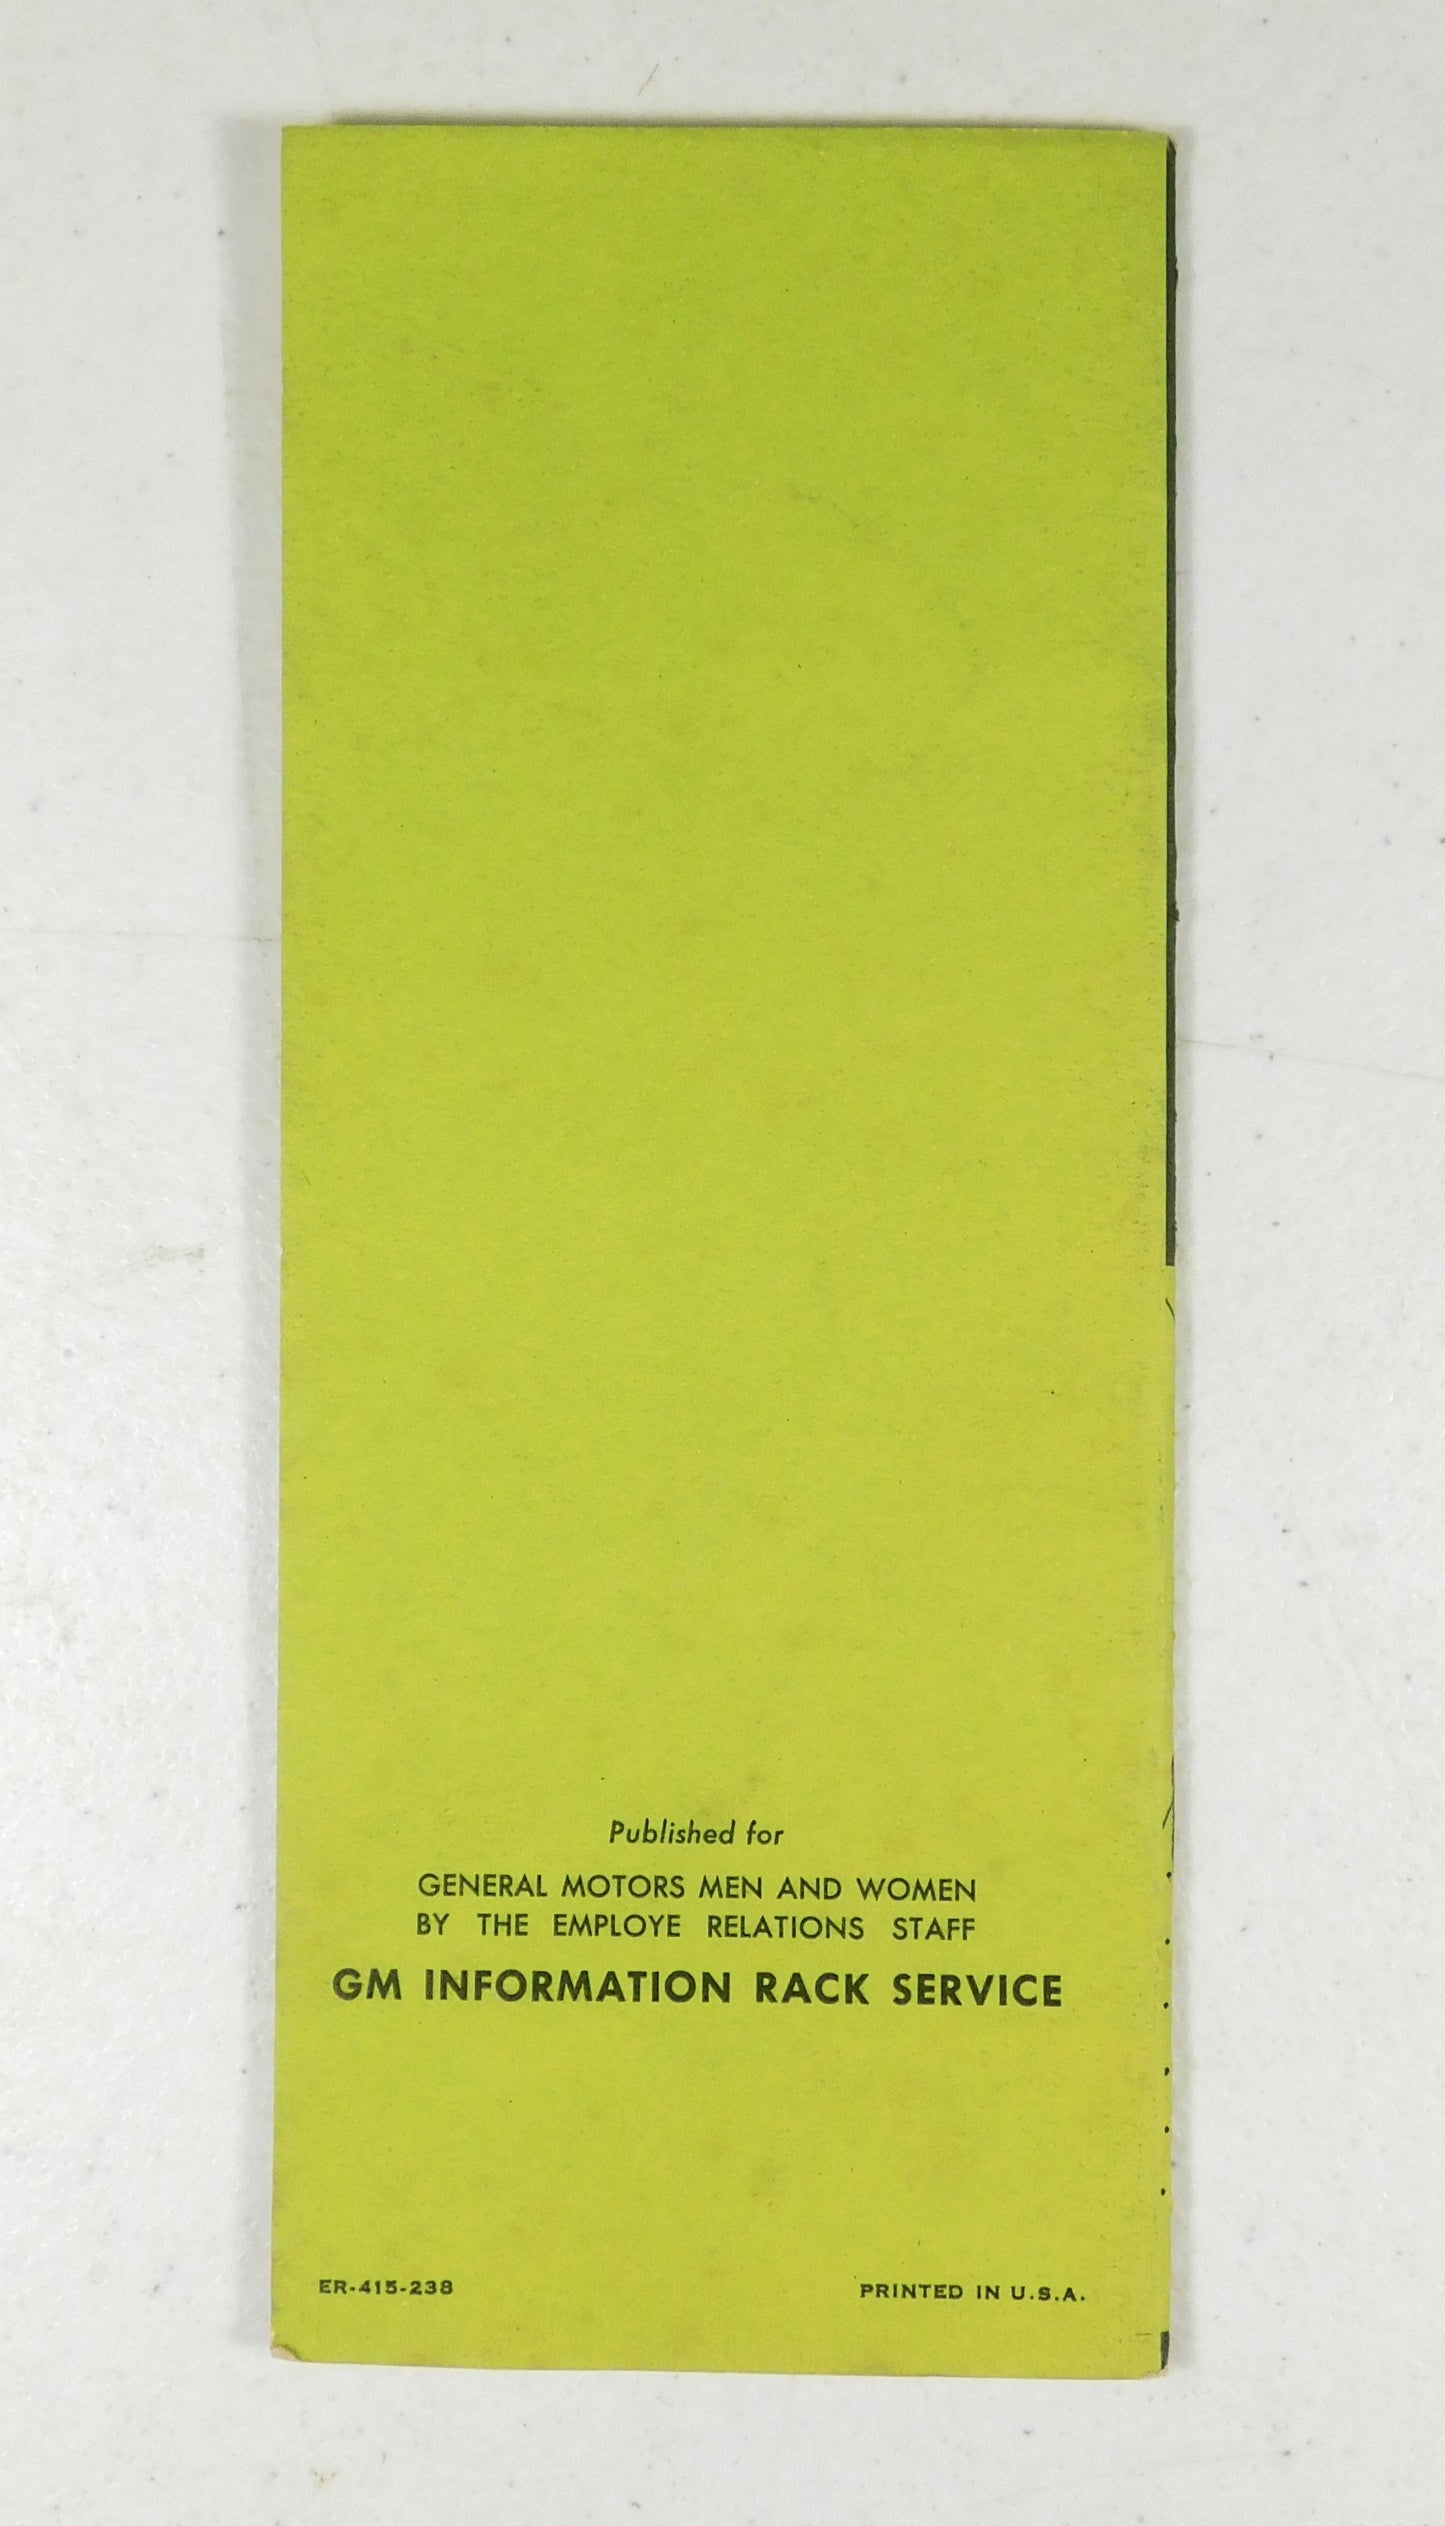 Published for
GENERAL MOTORS MEN AND WOMEN
BY THE EMPLOYE RELATIONS STAFF
GM INFORMATION RACK SERVICE
ER-415-238
PRINTED IN U.S.A.